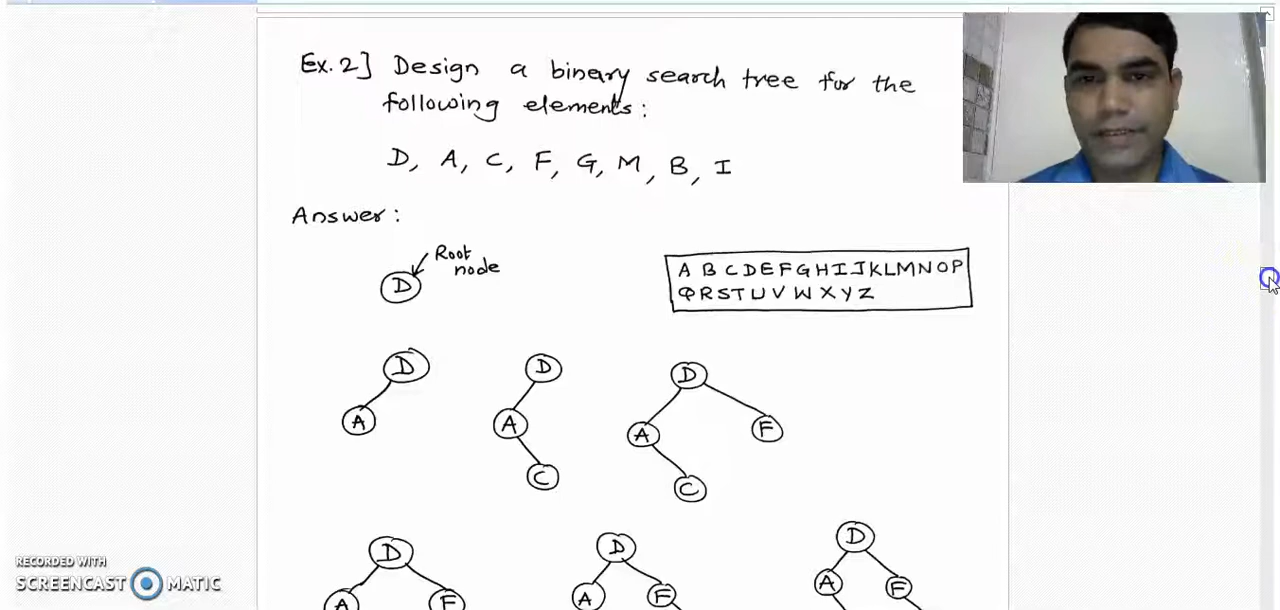 Ex. 2] Design a binary search tree for the
following elements:
D, A, C, F, G, M, B, I
Answer:
Root
node
D
A B C D E F G H I J K L M N O P
Q R S T U V W X Y Z
D
A
D
A
C
D
A
F
C
D
A
F
D
A
F
D
A
F
RECORDED WITH
SCREENCAST MATIC